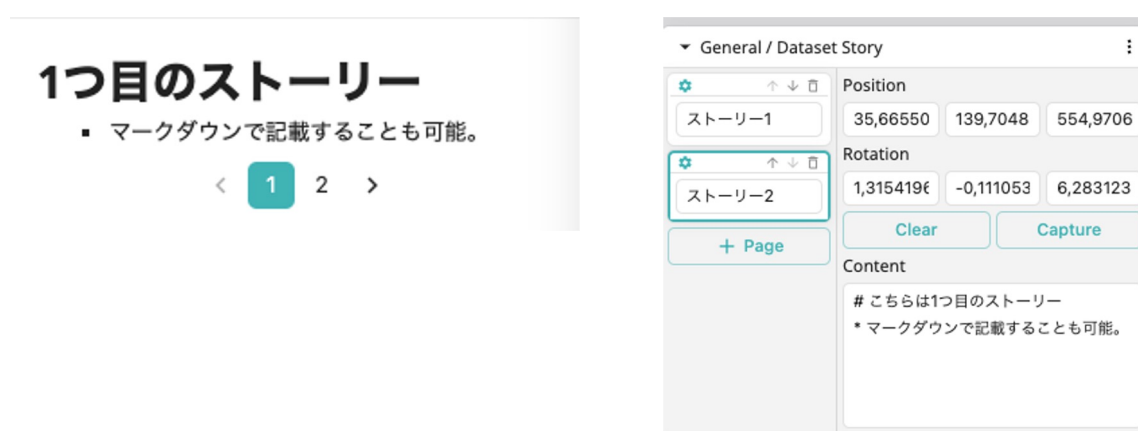 1つ目のストーリー
▪ マークダウンで記載することも可能。
< 1 2 >
General / Dataset Story
ストーリー1
ストーリー2
+ Page
Position
35,66550 139,7048 554,9706
Rotation
1,315419 -0,111053 6,283123
Clear Capture
Content
# こちらは1つ目のストーリー
* マークダウンで記載することも可能。